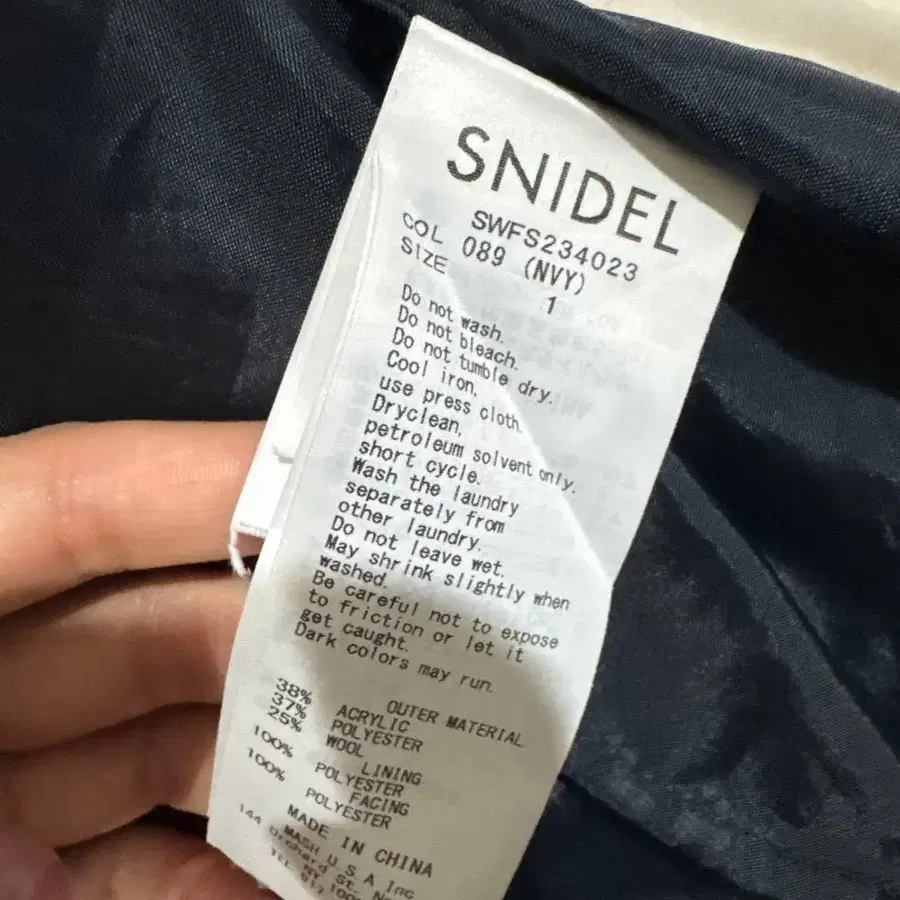 SNIDEL
SWFS234023
COL 089 (NVY)
SIZE 1
Do not wash.
Do not bleach.
Do not tumble dry.
Cool iron,
use press cloth.
Dryclean,
petroleum solvent only.
short cycle.
Wash the laundry
separately from
other laundry.
Do not leave wet.
May shrink slightly when
washed.
Be careful not to expose
to friction or let it
get caught.
Dark colors may run.
OUTER MATERIAL
38% ACRYLIC
37% POLYESTER
25% WOOL
LINING
100% POLYESTER
FACING
100% POLYESTER
MADE IN CHINA
MASH U.S.A Inc
144 Orchard St.
TEL